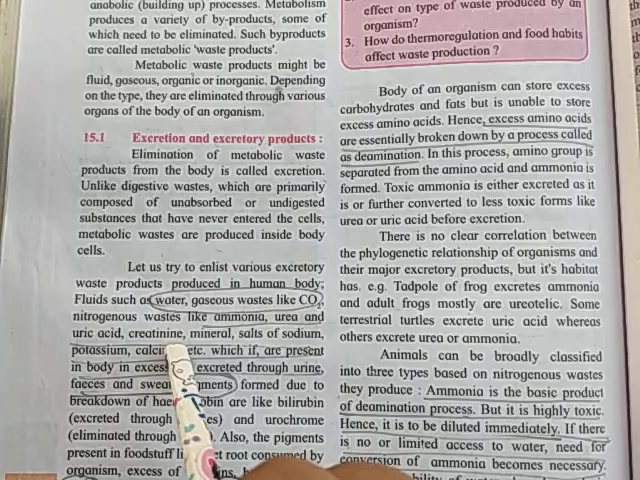 anabolic (building up) processes. Metabolism
produces a variety of by-products, some of
which need to be eliminated. Such byproducts
are called metabolic 'waste products'.
Metabolic waste products might be
fluid, gaseous, organic or inorganic. Depending
on the type, they are eliminated through various
organs of the body of an organism.
15.1 Excretion and excretory products :
Elimination of metabolic waste
products from the body is called excretion.
Unlike digestive wastes, which are primarily
composed of unabsorbed or undigested
substances that have never entered the cells,
metabolic wastes are produced inside body
cells.
Let us try to enlist various excretory
waste products produced in human body;
Fluids such as water, gaseous wastes like CO2,
nitrogenous wastes like ammonia, urea and
uric acid, creatinine, mineral, salts of sodium,
potassium, etc. which if, are present
in body in excess excreted through urine,
faeces and sweat formed due to
breakdown of are like bilirubin
(excreted through and urochrome
(eliminated through Also, the pigments
present in foodstuff root consumed by
organism, excess of
effect on type of waste produced by an
organism?
3. How do thermoregulation and food habits
affect waste production ?
Body of an organism can store excess
carbohydrates and fats but is unable to store
excess amino acids. Hence, excess amino acids
are essentially broken down by a process called
as deamination. In this process, amino group is
separated from the amino acid and ammonia is
formed. Toxic ammonia is either excreted as it
is or further converted to less toxic forms like
urea or uric acid before excretion.
There is no clear correlation between
the phylogenetic relationship of organisms and
their major excretory products, but it's habitat
has. e.g. Tadpole of frog excretes ammonia
and adult frogs mostly are ureotelic. Some
terrestrial turtles excrete uric acid whereas
others excrete urea or ammonia.
Animals can be broadly classified
into three types based on nitrogenous wastes
they produce : Ammonia is the basic product
of deamination process. But it is highly toxic.
Hence, it is to be diluted immediately. If there
is no or limited access to water, need for
conversion of ammonia becomes necessary.